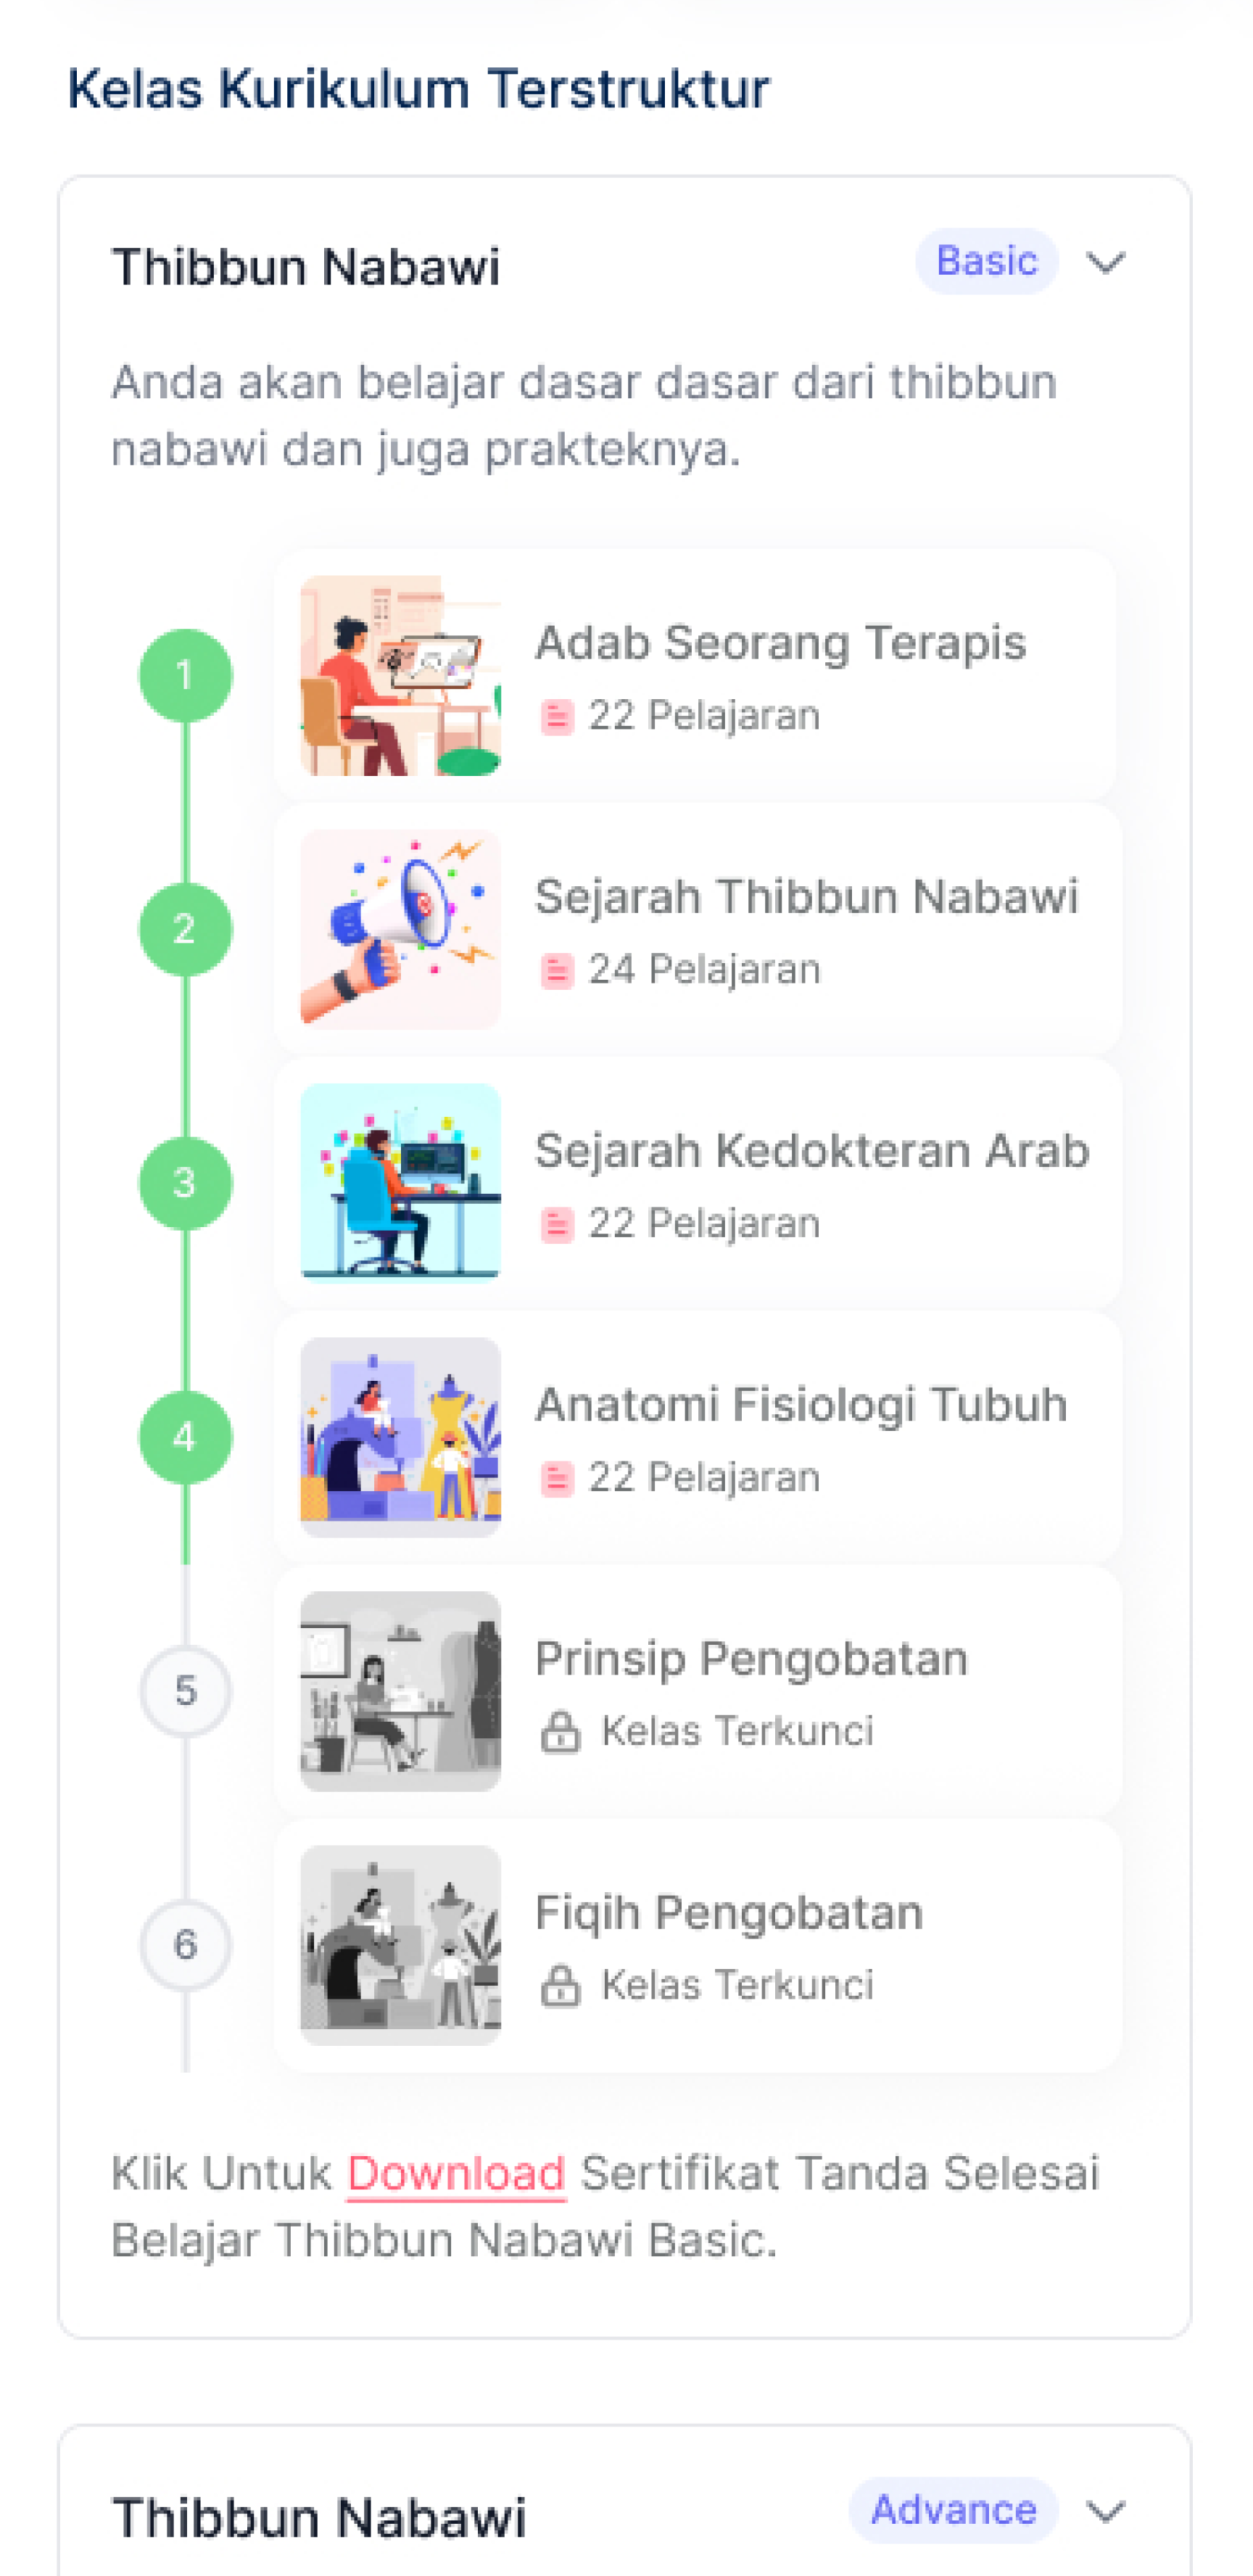 Kelas Kurikulum Terstruktur
Thibbun Nabawi
Basic
Anda akan belajar dasar dasar dari thibbun
nabawi dan juga prakteknya.
1
Adab Seorang Terapis
22 Pelajaran
2
Sejarah Thibbun Nabawi
24 Pelajaran
3
Sejarah Kedokteran Arab
22 Pelajaran
4
Anatomi Fisiologi Tubuh
22 Pelajaran
5
Prinsip Pengobatan
Kelas Terkunci
6
Fiqih Pengobatan
Kelas Terkunci
Klik Untuk Download Sertifikat Tanda Selesai
Belajar Thibbun Nabawi Basic.
Thibbun Nabawi
Advance